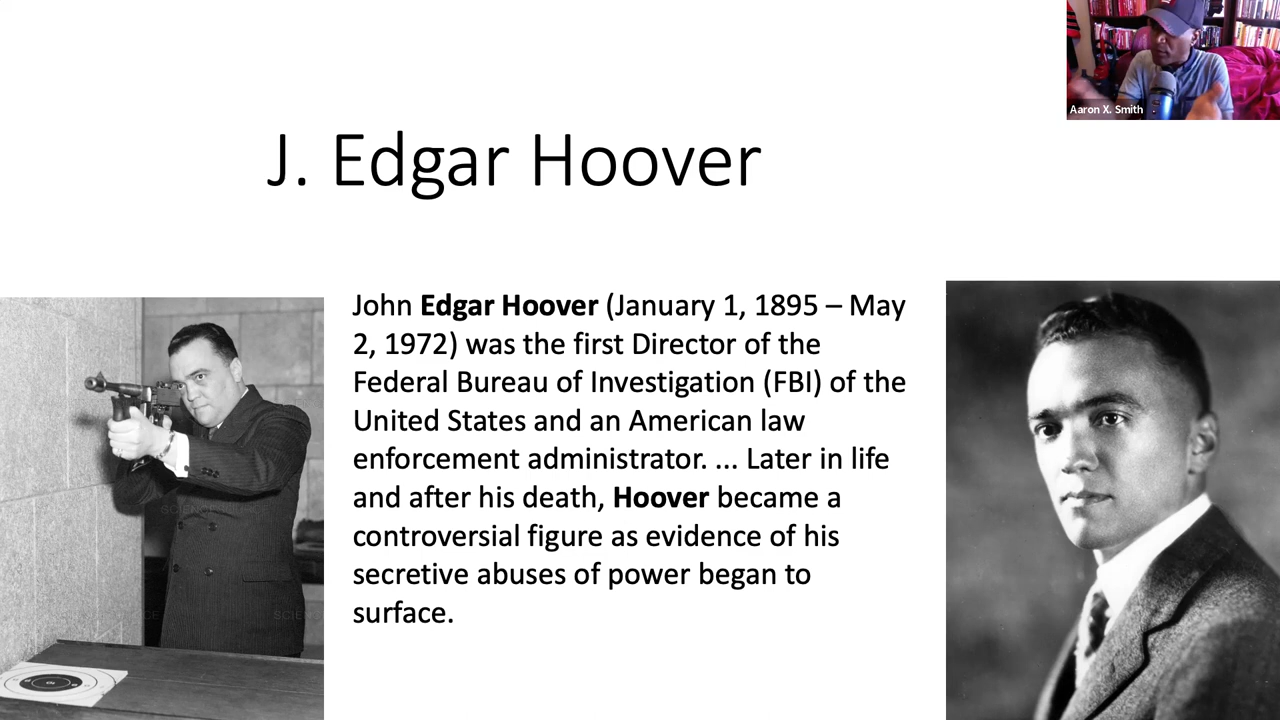 Aaron X. Smith
J. Edgar Hoover
John Edgar Hoover (January 1, 1895 – May
2, 1972) was the first Director of the
Federal Bureau of Investigation (FBI) of the
United States and an American law
enforcement administrator. ... Later in life
and after his death, Hoover became a
controversial figure as evidence of his
secretive abuses of power began to
surface.